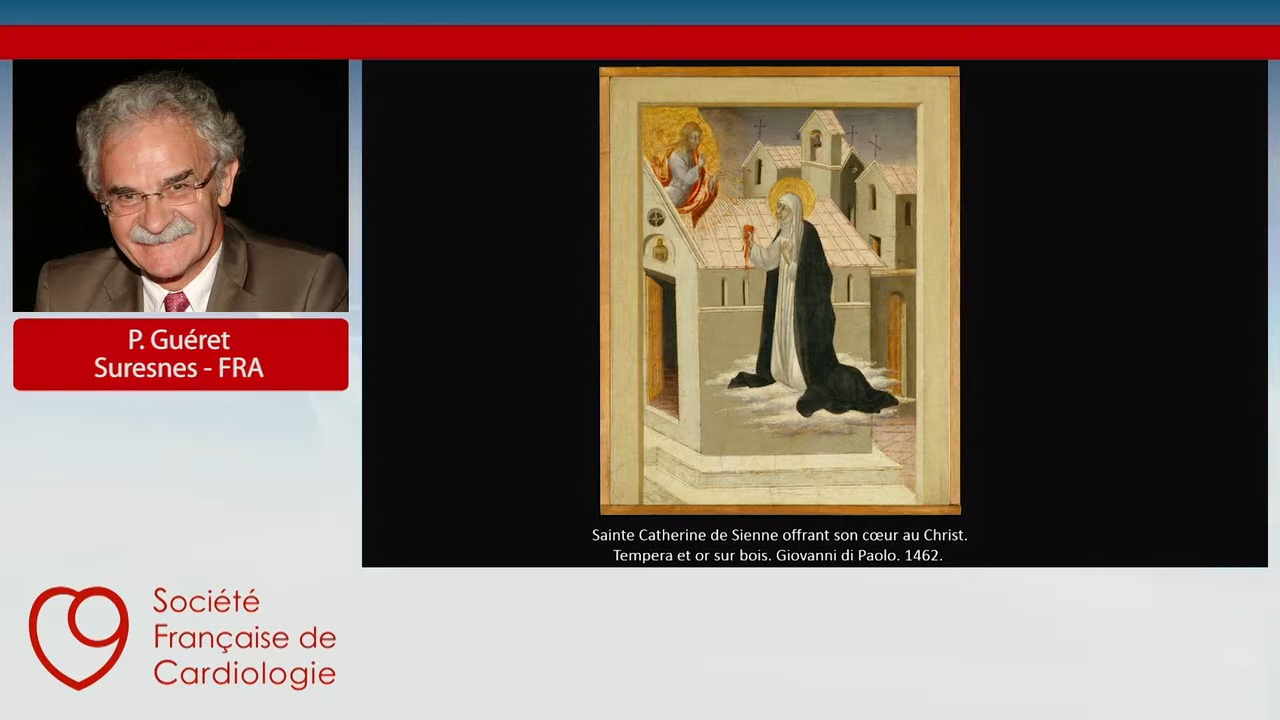 P. Guéret
Suresnes - FRA
Sainte Catherine de Sienne offrant son cœur au Christ.
Tempera et or sur bois. Giovanni di Paolo. 1462.
Société
Française de
Cardiologie